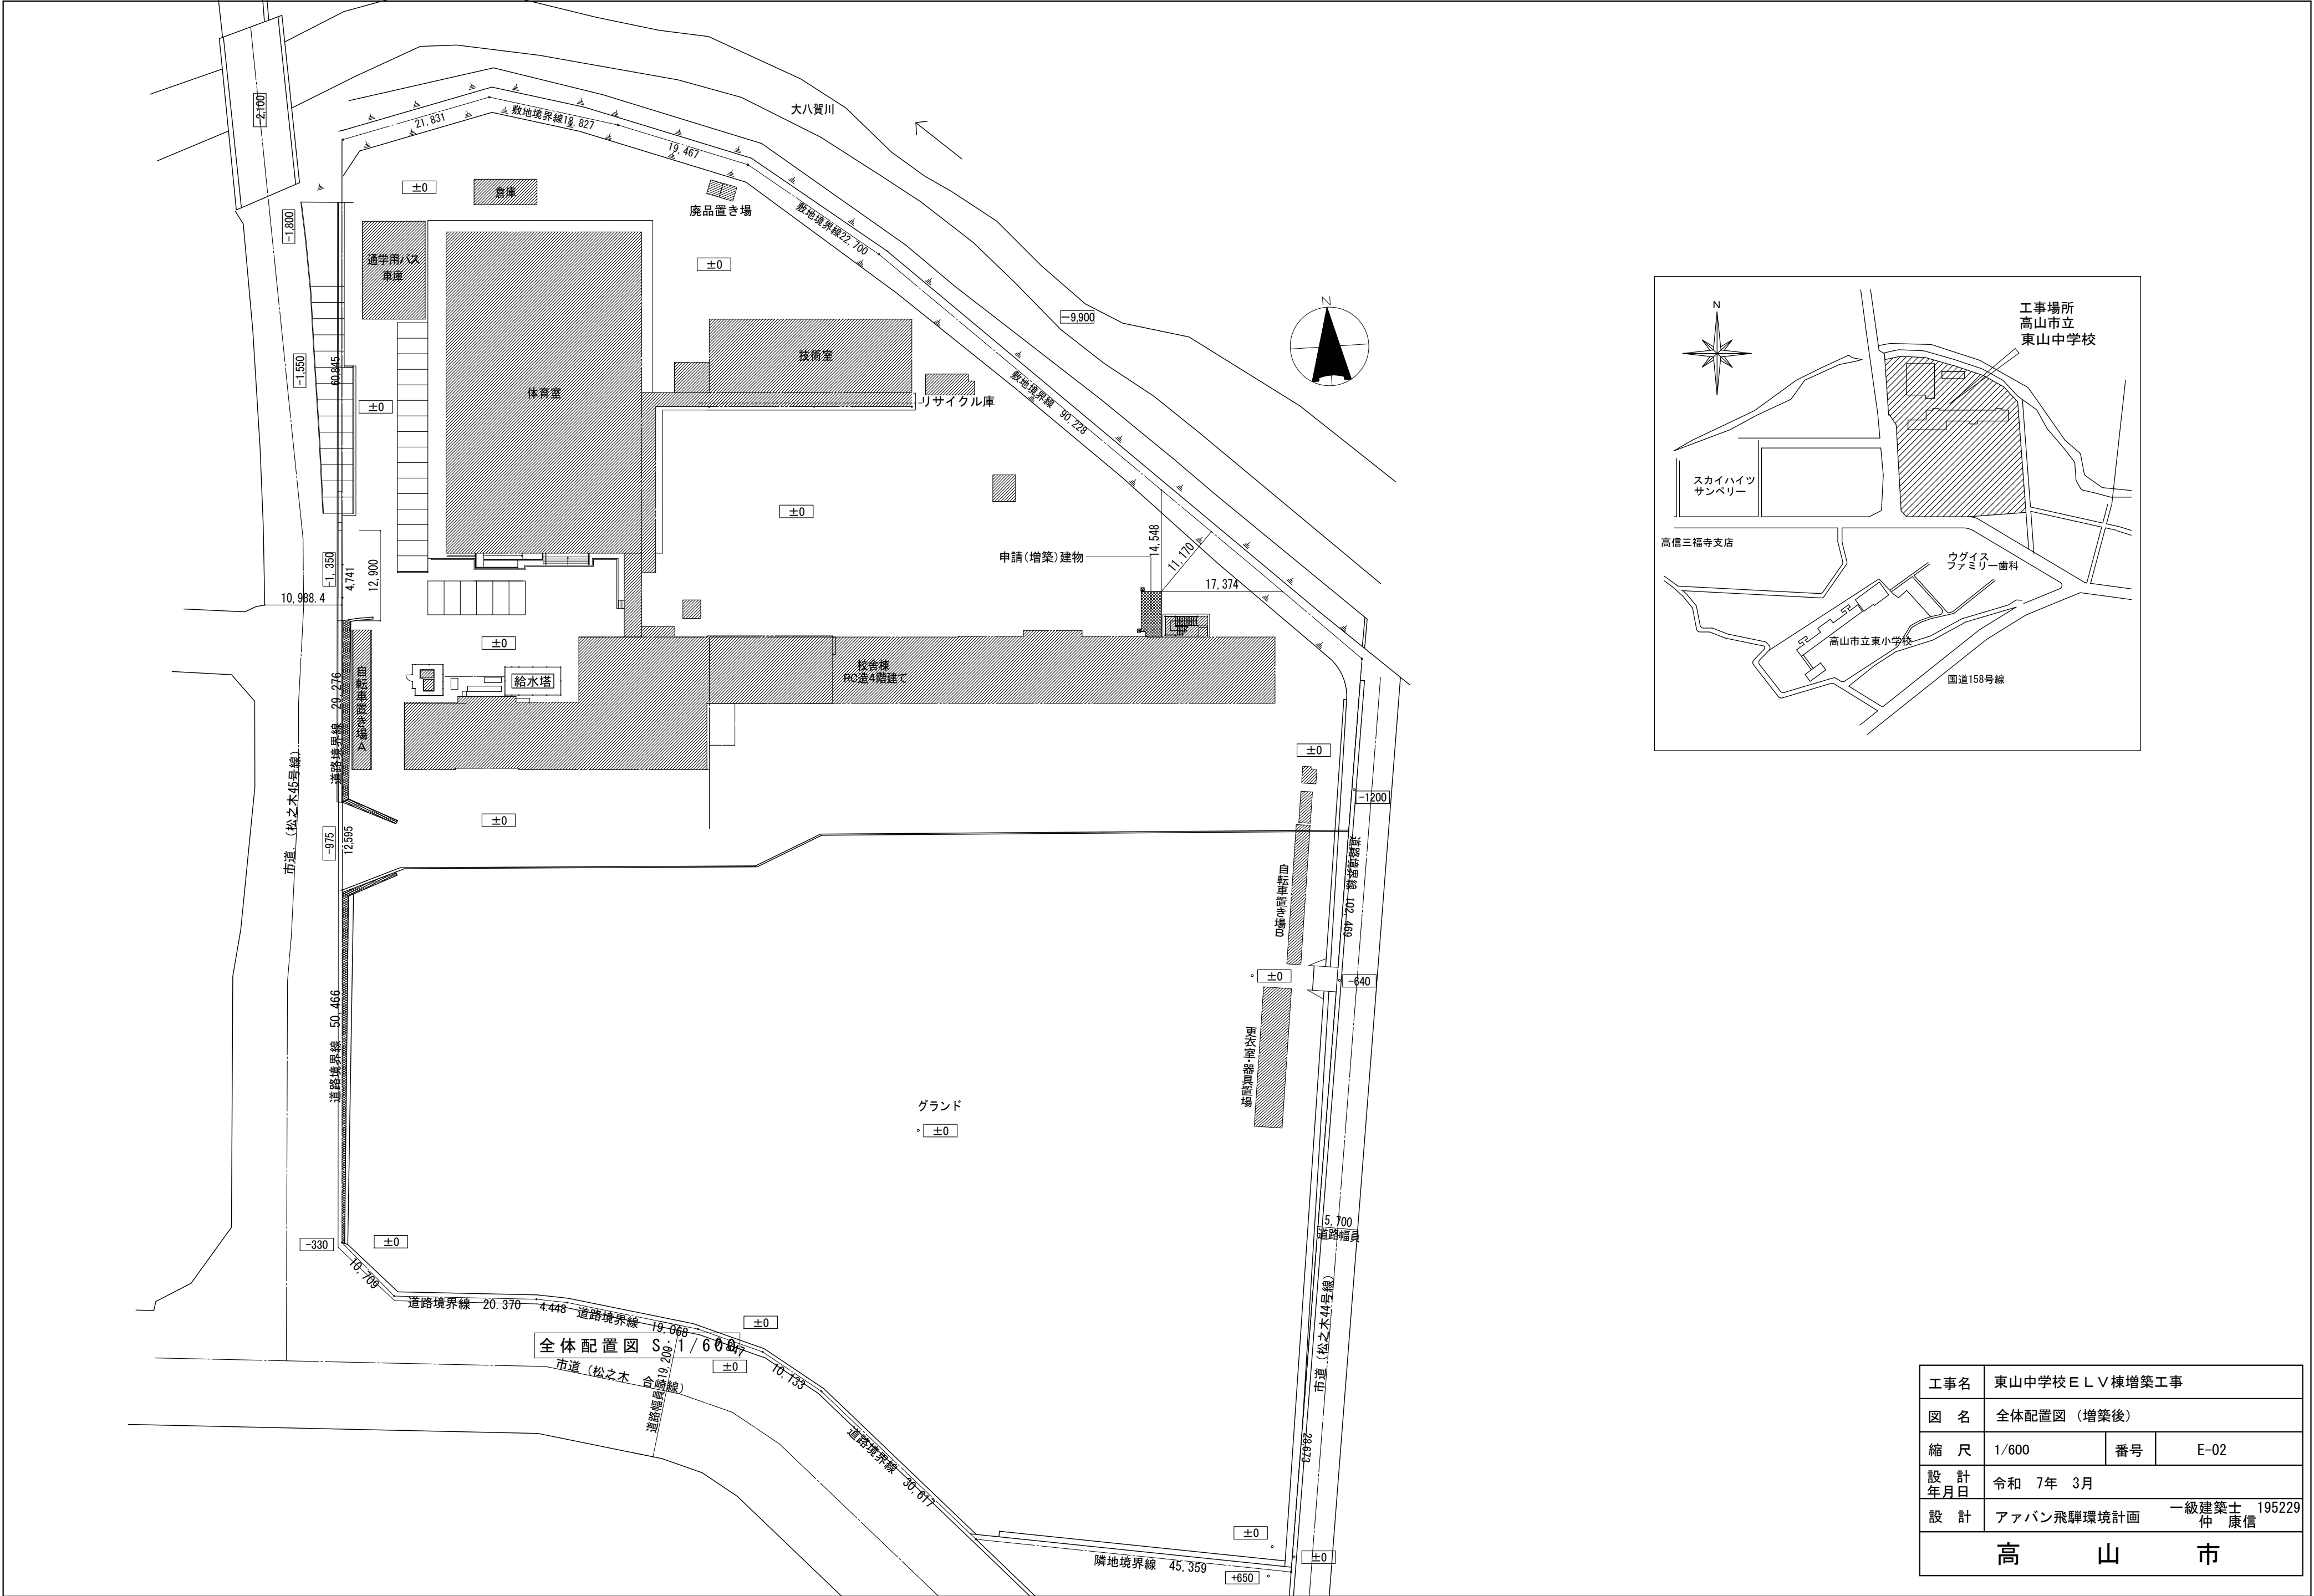 大八賀川
2,100
21.831
敷地境界線18,827
19,467
±0
倉庫
廃品置き場
-1,800
敷地境界線22,700
通学用バス
車庫
±0
-9,900
N
技術室
-1,550
60.845
体育室
±0
リサイクル庫
敷地境界線 90,228
±0
14,548
11,170
申請(増築)建物
17,374
-1,350
4,741
12,900
10,988.4
±0
校舎棟
RC造4階建て
給水塔
自転車置き場A
道路境界線 29,276
市道 (松之木45号線)
±0
-1200
±0
-975
12,595
道路境界線 102,469
自転車置き場B
±0
-640
道路境界線 50,466
更衣室・器具置場
グランド
±0
5,700
道路幅員
-330
±0
10,709
道路境界線 20.370
4.448
道路境界線 19,068
±0
全体配置図 S:1/600
±0
10,133
市道 (松之木 合崎線)
道路幅員 19,200
市道 (松之木44号線)
道路境界線 30,617
28.673
±0
±0
隣地境界線 45,359
+650
N
工事場所
高山市立
東山中学校
スカイハイツ
サンベリー
高信三福寺支店
ウグイス
ファミリー歯科
高山市立東小学校
国道158号線
工事名 東山中学校ELV棟増築工事
図 名 全体配置図 (増築後)
縮 尺 1/600 番号 E-02
設 計
年月日 令和 7年 3月
設 計 アァバン飛騨環境計画 一級建築士 195229
仲 康信
高 山 市